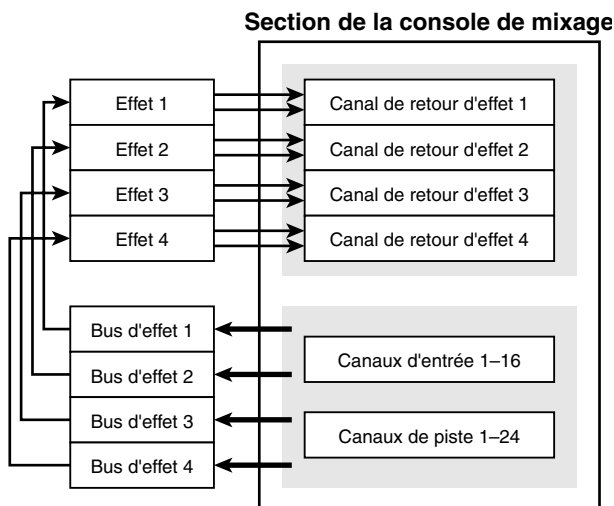 Section de la console de mixage
Effet 1
Canal de retour d'effet 1
Effet 2
Canal de retour d'effet 2
Effet 3
Canal de retour d'effet 3
Effet 4
Canal de retour d'effet 4
Bus d'effet 1
Bus d'effet 2
Bus d'effet 3
Bus d'effet 4
Canaux d'entrée 1–16
Canaux de piste 1–24